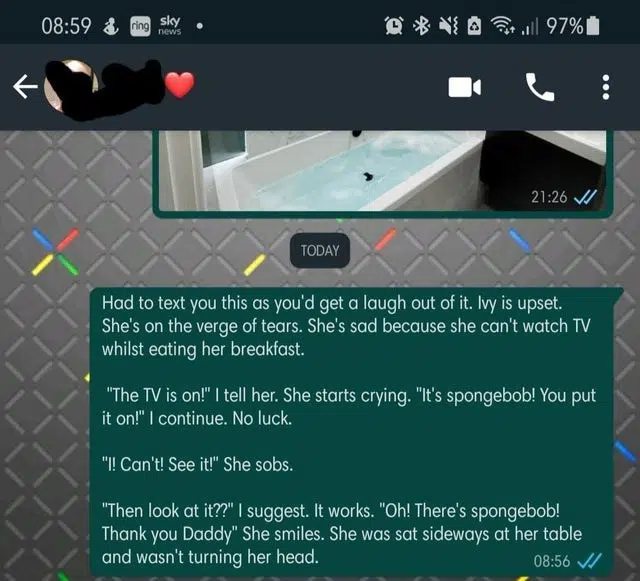 08:59 ring sky news 97%
21:26
TODAY
Had to text you this as you'd get a laugh out of it. Ivy is upset.
She's on the verge of tears. She's sad because she can't watch TV
whilst eating her breakfast.
"The TV is on!" I tell her. She starts crying. "It's spongebob! You put
it on!" I continue. No luck.
"I! Can't! See it!" She sobs.
"Then look at it??" I suggest. It works. "Oh! There's spongebob!
Thank you Daddy" She smiles. She was sat sideways at her table
and wasn't turning her head.
08:56